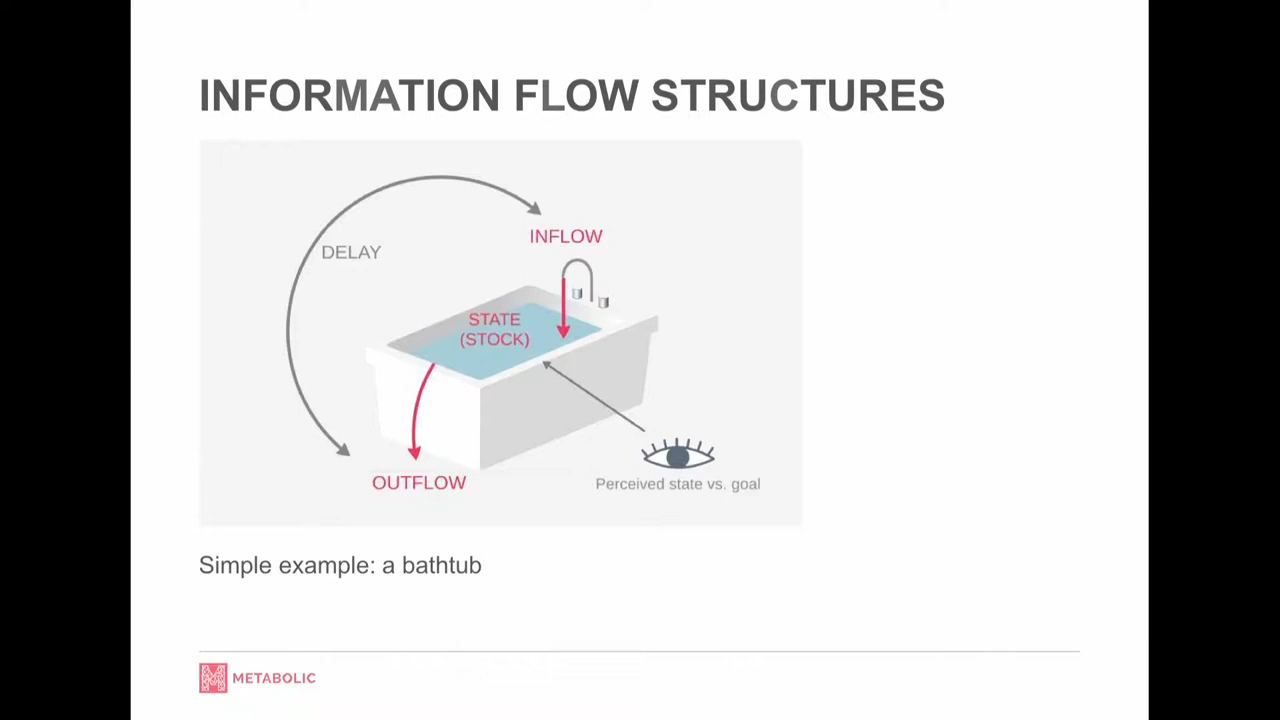 INFORMATION FLOW STRUCTURES
INFLOW
DELAY
STATE
(STOCK)
OUTFLOW
Perceived state vs. goal
Simple example: a bathtub
M METABOLIC